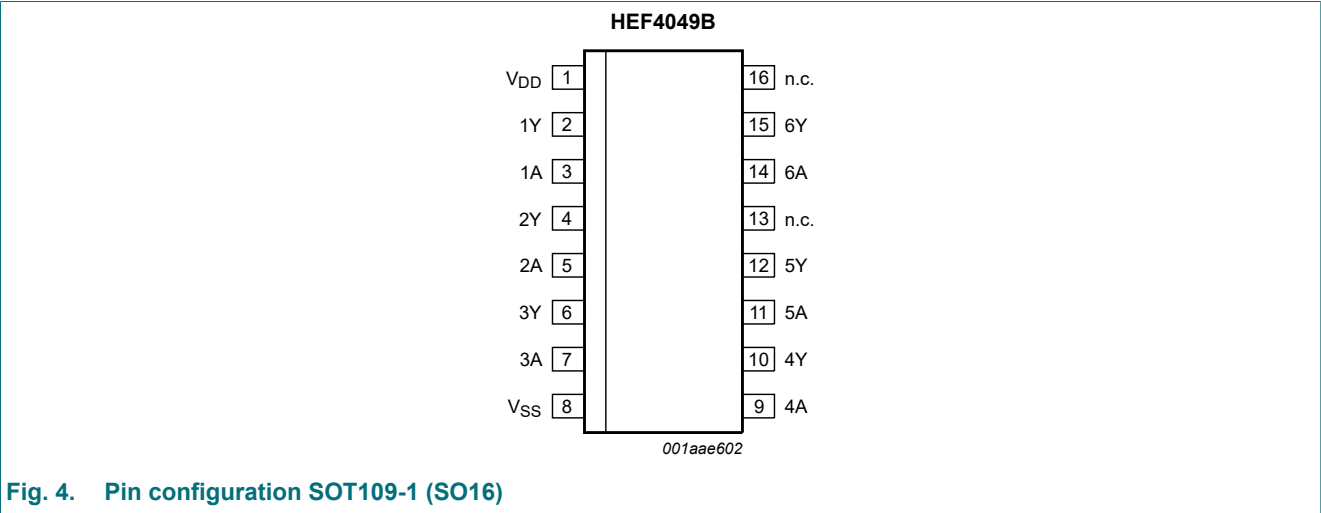 HEF4049B
VDD 1 16 n.c.
1Y 2 15 6Y
1A 3 14 6A
2Y 4 13 n.c.
2A 5 12 5Y
3Y 6 11 5A
3A 7 10 4Y
VSS 8 9 4A
001aae602
Fig. 4. Pin configuration SOT109-1 (SO16)